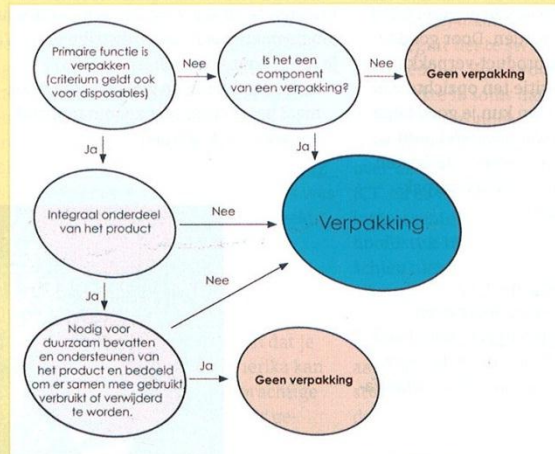 Primaire functie is
verpakken
(criterium geldt ook
voor disposables)
Nee
Is het een
component
van een verpakking?
Nee
Geen verpakking
Ja
Ja
Integraal onderdeel
van het product
Nee
Verpakking
Ja
Nee
Nodig voor
duurzaam bevatten
en ondersteunen van
het product en bedoeld
om er samen mee gebruikt
verbruikt of verwijderd
te worden.
Ja
Geen verpakking